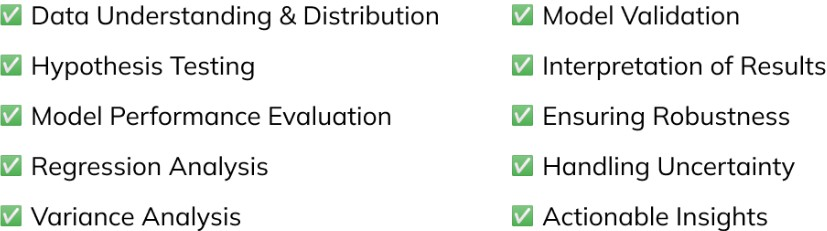 ✅ Data Understanding & Distribution
✅ Hypothesis Testing
✅ Model Performance Evaluation
✅ Regression Analysis
✅ Variance Analysis
✅ Model Validation
✅ Interpretation of Results
✅ Ensuring Robustness
✅ Handling Uncertainty
✅ Actionable Insights